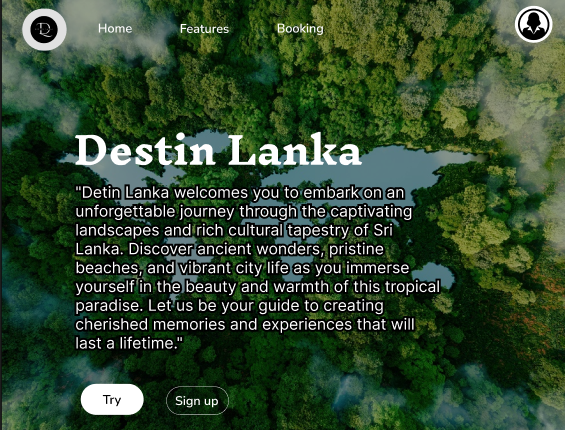 D
Home
Features
Booking
Destin Lanka
"Detin Lanka welcomes you to embark on an
unforgettable journey through the captivating
landscapes and rich cultural tapestry of Sri
Lanka. Discover ancient wonders, pristine
beaches, and vibrant city life as you immerse
yourself in the beauty and warmth of this tropical
paradise. Let us be your guide to creating
cherished memories and experiences that will
last a lifetime."
Try
Sign up